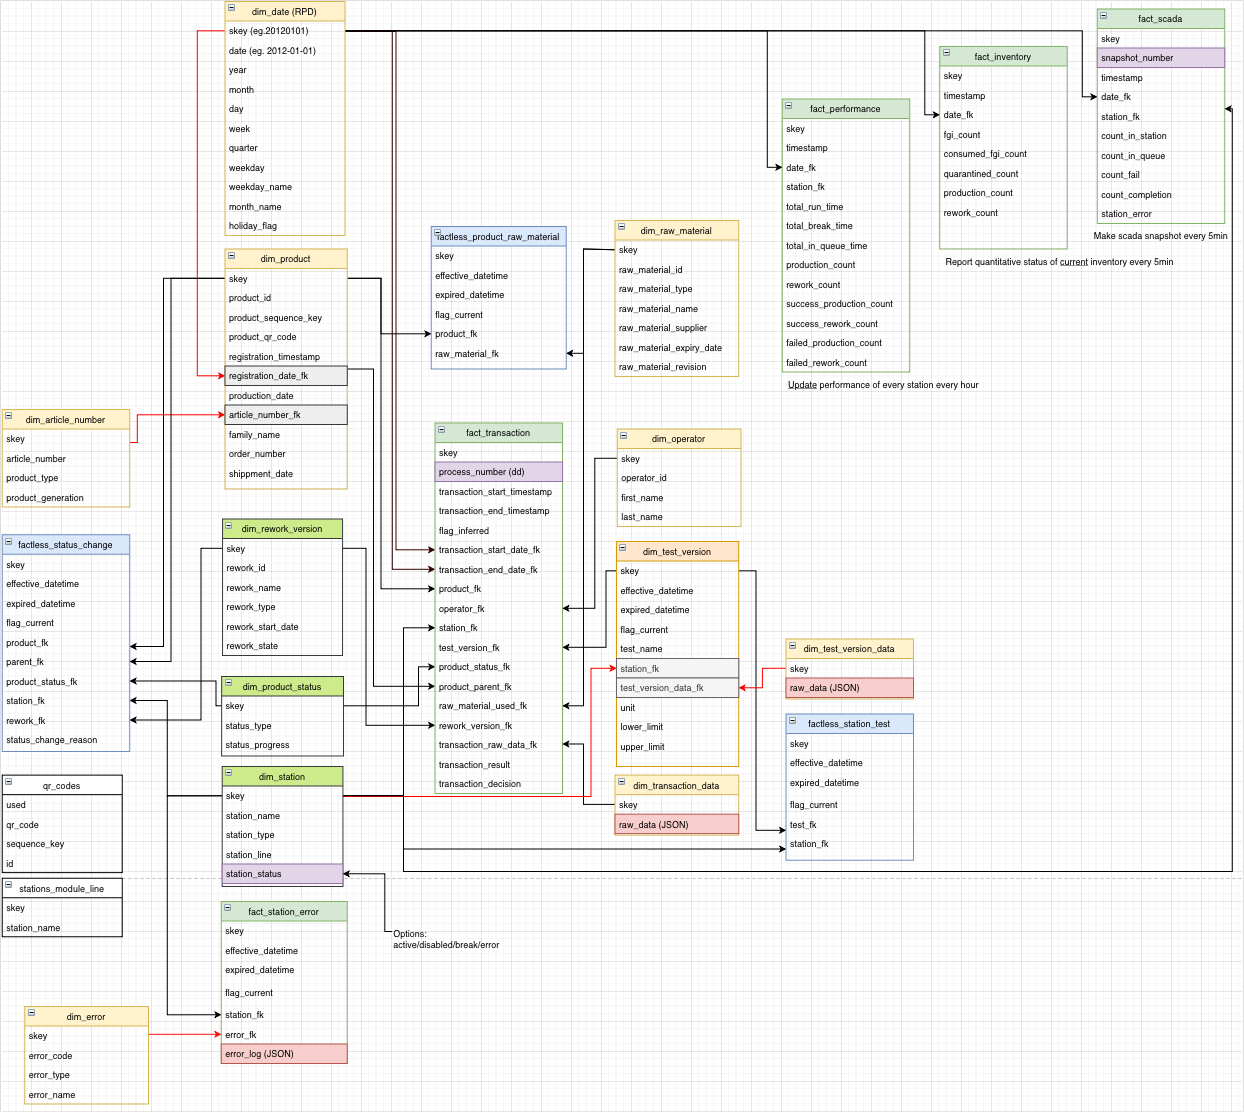 dim_date (RPD)
skey (eg.20120101)
date (eg. 2012-01-01)
year
month
day
week
quarter
weekday
weekday_name
month_name
holiday_flag
fact_scada
skey
snapshot_number
timestamp
date_fk
station_fk
count_in_station
count_in_queue
count_fail
count_completion
station_error
Make scada snapshot every 5min
fact_inventory
skey
timestamp
date_fk
fgi_count
consumed_fgi_count
quarantined_count
production_count
rework_count
Report quantitative status of current inventory every 5min
fact_performance
skey
timestamp
date_fk
station_fk
total_run_time
total_break_time
total_in_queue_time
production_count
rework_count
success_production_count
success_rework_count
failed_production_count
failed_rework_count
Update performance of every station every hour
factless_product_raw_material
skey
effective_datetime
expired_datetime
flag_current
product_fk
raw_material_fk
dim_raw_material
skey
raw_material_id
raw_material_type
raw_material_name
raw_material_supplier
raw_material_expiry_date
raw_material_revision
dim_product
skey
product_id
product_sequence_key
product_qr_code
registration_timestamp
registration_date_fk
production_date
article_number_fk
family_name
order_number
shippment_date
dim_article_number
skey
article_number
product_type
product_generation
fact_transaction
skey
process_number (dd)
transaction_start_timestamp
transaction_end_timestamp
flag_inferred
transaction_start_date_fk
transaction_end_date_fk
product_fk
operator_fk
station_fk
test_version_fk
product_status_fk
product_parent_fk
raw_material_used_fk
rework_version_fk
transaction_raw_data_fk
transaction_result
transaction_decision
dim_operator
skey
operator_id
first_name
last_name
factless_status_change
skey
effective_datetime
expired_datetime
flag_current
product_fk
parent_fk
product_status_fk
station_fk
rework_fk
status_change_reason
dim_rework_version
skey
rework_id
rework_name
rework_type
rework_start_date
rework_state
dim_test_version
skey
effective_datetime
expired_datetime
flag_current
test_name
station_fk
test_version_data_fk
unit
lower_limit
upper_limit
dim_test_version_data
skey
raw_data (JSON)
dim_product_status
skey
status_type
status_progress
factless_station_test
skey
effective_datetime
expired_datetime
flag_current
test_fk
station_fk
dim_station
skey
station_name
station_type
station_line
station_status
dim_transaction_data
skey
raw_data (JSON)
qr_codes
used
qr_code
sequence_key
id
stations_module_line
skey
station_name
fact_station_error
skey
effective_datetime
expired_datetime
flag_current
station_fk
error_fk
error_log (JSON)
Options:
active/disabled/break/error
dim_error
skey
error_code
error_type
error_name